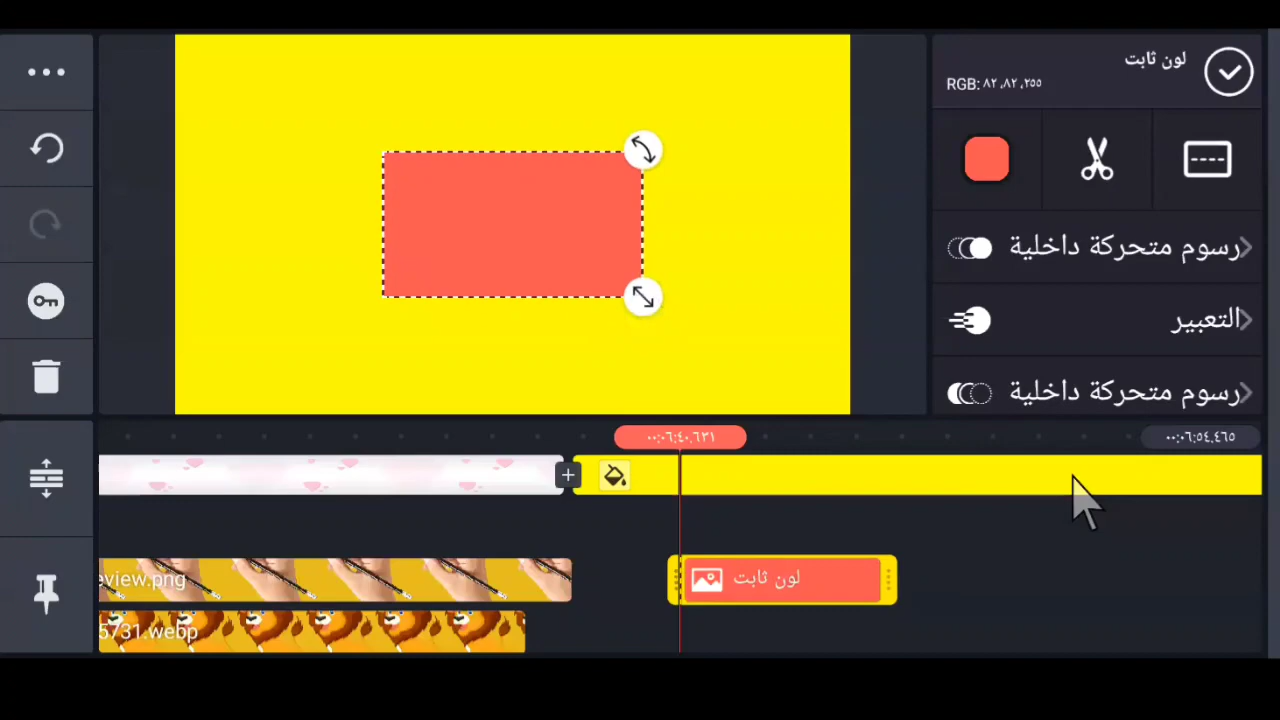 لون ثابت
RGB: ٨٢ ،٨٢ ،٢٥٥
رسوم متحركة داخلية
التعبير
رسوم متحركة داخلية
٠٠:٠٦:٤٠.٦٣١
٠٠:٠٦:٥٤.٤٦٥
eview.png
لون ثابت
5731.webp